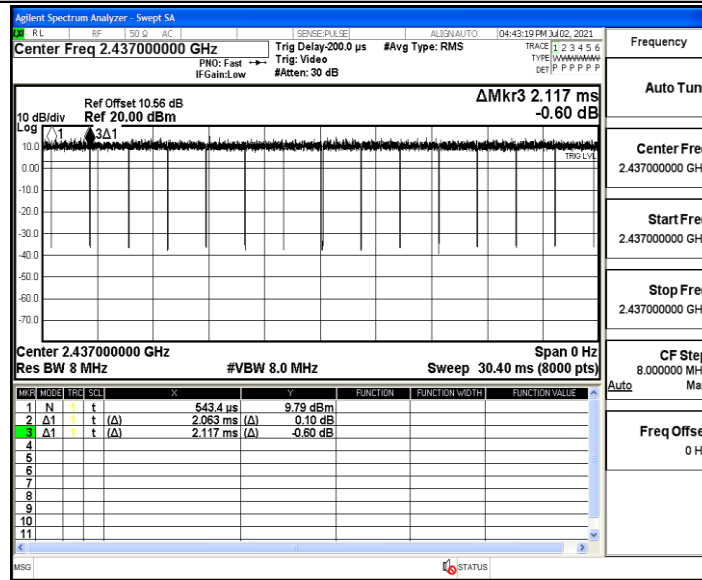 Agilent Spectrum Analyzer - Swept SA
RL RF 50 Ω AC SENSE:PULSE ALIGN AUTO 04:43:19 PM Jul 02, 2021
Center Freq 2.437000000 GHz
PNO: Fast
IFGain:Low
Trig Delay-200.0 µs
Trig: Video
#Atten: 30 dB
#Avg Type: RMS
TRACE 1 2 3 4 5 6
TYPE
DET P P P P P P
Frequency
Auto Tun
Center Fre
2.437000000 GH
Start Fre
2.437000000 GH
Stop Fre
2.437000000 GH
CF Step
8.000000 MH
Auto Ma
Freq Offse
0 H
ΔMkr3 2.117 ms
-0.60 dB
Ref Offset 10.56 dB
10 dB/div Ref 20.00 dBm
Log
1
3Δ1
TRIG LVL
10.0
0.00
-10.0
-20.0
-30.0
-40.0
-50.0
-60.0
-70.0
Center 2.437000000 GHz Span 0 Hz
Res BW 8 MHz #VBW 8.0 MHz Sweep 30.40 ms (8000 pts)
MKR MODE TRC SCL X Y FUNCTION FUNCTION WIDTH FUNCTION VALUE
1 N 1 t 543.4 µs 9.79 dBm
2 Δ1 1 t (Δ) 2.063 ms (Δ) 0.10 dB
3 Δ1 1 t (Δ) 2.117 ms (Δ) -0.60 dB
4
5
6
7
8
9
10
11
MSG STATUS